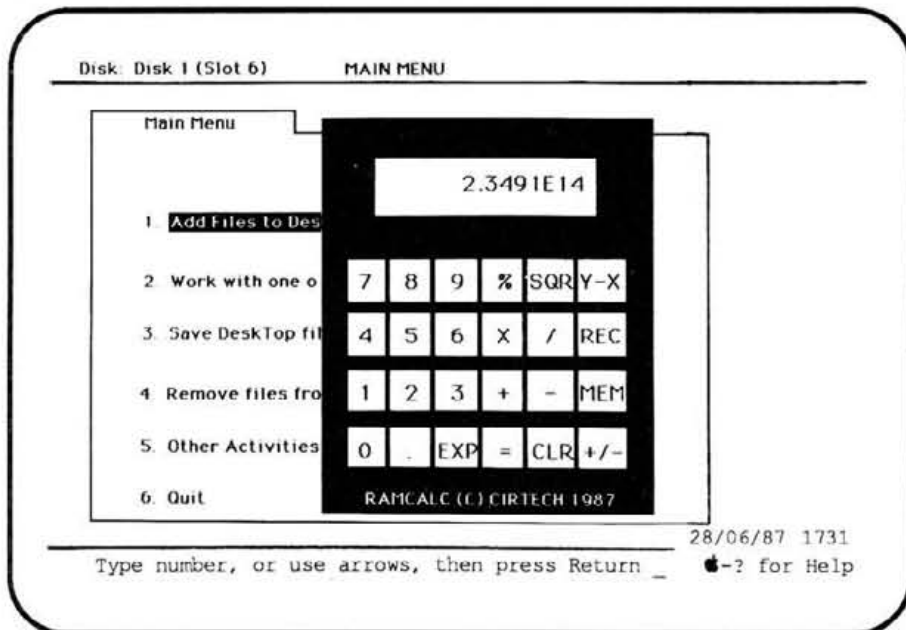 Disk: Disk 1 (Slot 6) MAIN MENU
Main Menu
2.3491E14
1. Add Files to Des
2. Work with one o
3. Save DeskTop fil
4. Remove files fro
5. Other Activities
6. Quit
7 8 9 % SQR Y-X
4 5 6 X / REC
1 2 3 + - MEM
0 . EXP = CLR +/-
RAMCALC (C) CIRTECH 1987
28/06/87 1731
Type number, or use arrows, then press Return _ -? for Help